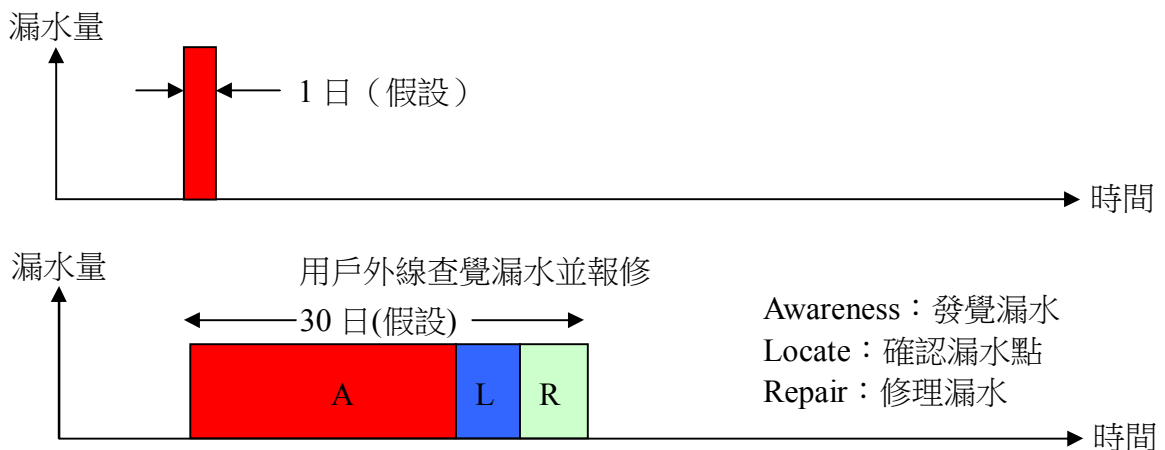 漏水量
1 日（假設）
時間
漏水量
用戶外線查覺漏水並報修
30 日(假設)
Awareness：發覺漏水
Locate：確認漏水點
Repair：修理漏水
A L R
時間